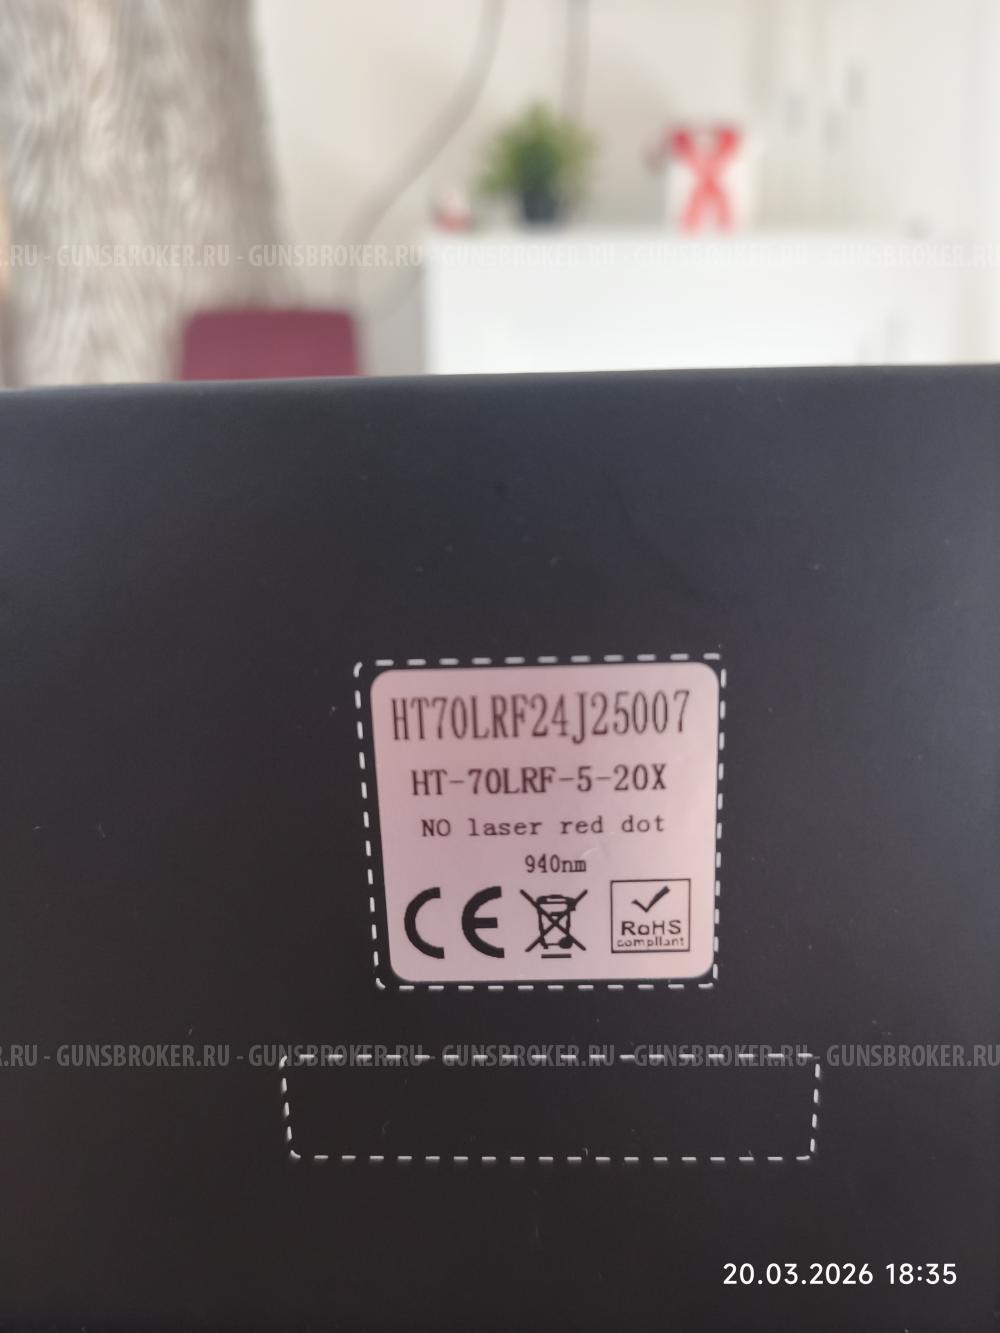 .RU - GUNSBROKER.RU - GUNSBROKER.RU - GUNSBROKER.RU - GUNSBROKER.RU - GUNSBROKER.RU
HT70LRF24J25007
HT-70LRF-5-20X
NO laser red dot
940nm
CE
RoHS
compliant
.RU - GUNSBROKER.RU - GUNSBROKER.RU - GUNSBROKER.RU - GUNSBROKER.RU - GUNSBROKER.RU
20.03.2026 18:35